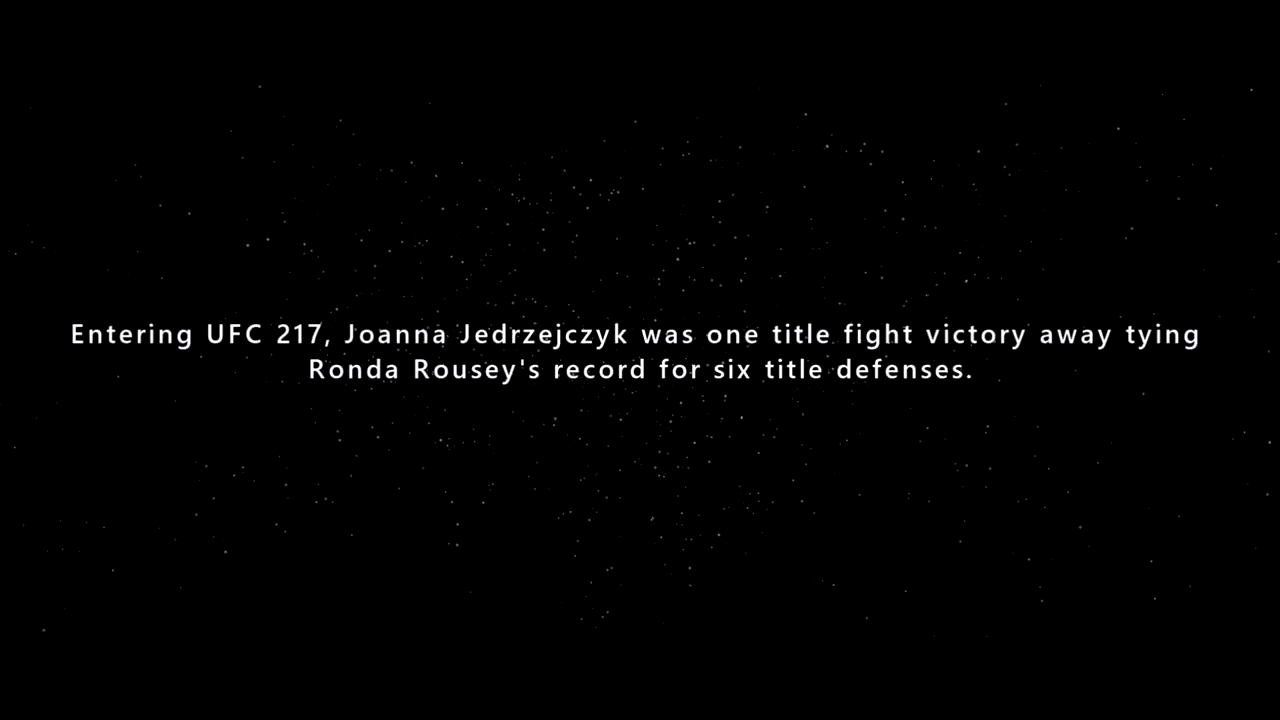 Entering UFC 217, Joanna Jedrzejczyk was one title fight victory away tying
Ronda Rousey's record for six title defenses.